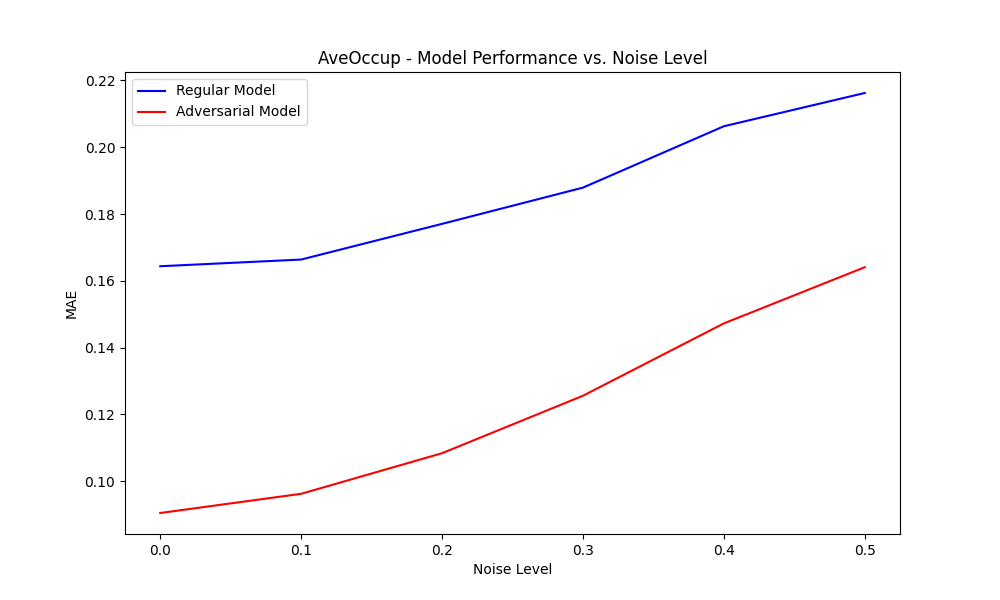 AveOccup - Model Performance vs. Noise Level
Regular Model
Adversarial Model
MAE
0.22
0.20
0.18
0.16
0.14
0.12
0.10
0.0
0.1
0.2
0.3
0.4
0.5
Noise Level